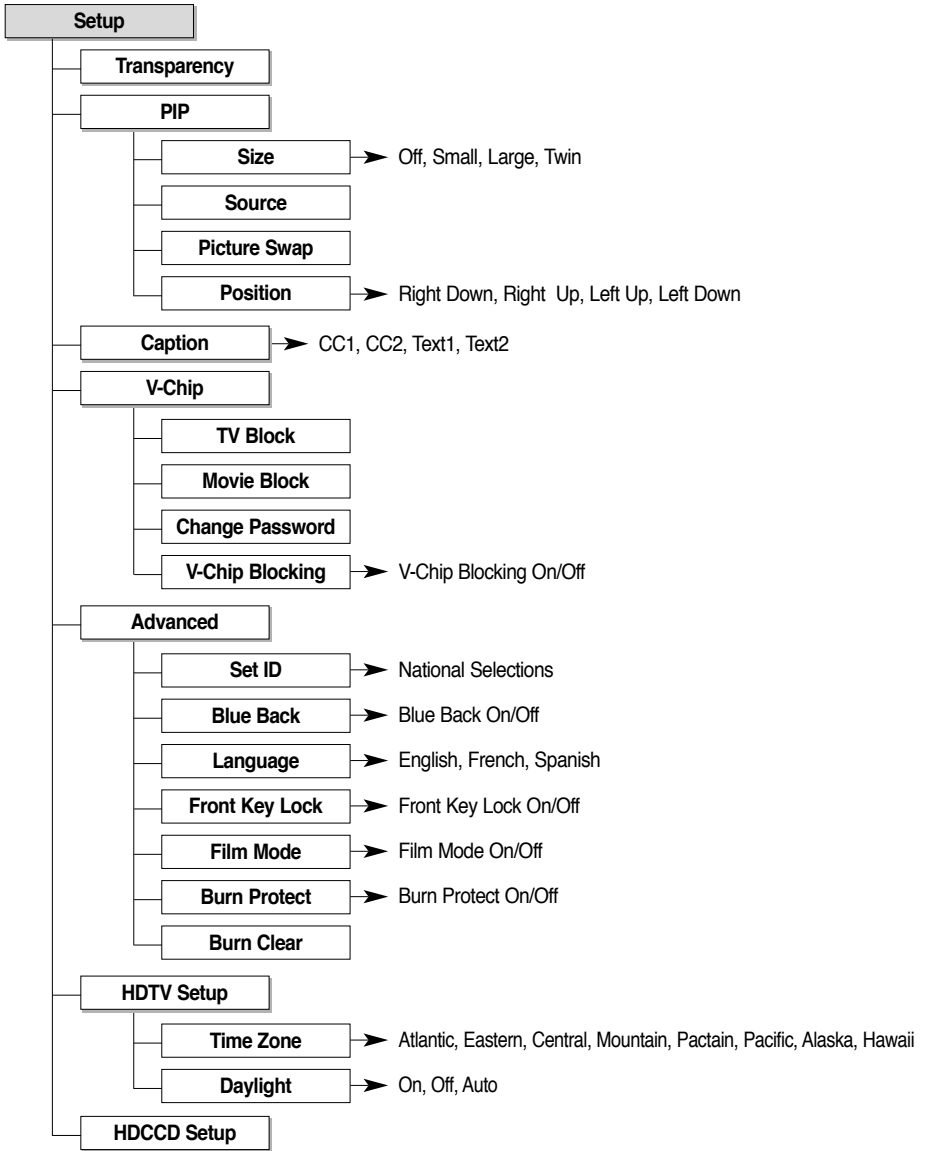 Setup
Transparency
PIP
Size Off, Small, Large, Twin
Source
Picture Swap
Position Right Down, Right  Up, Left Up, Left Down
Caption CC1, CC2, Text1, Text2
V-Chip
TV Block
Movie Block
Change Password
V-Chip Blocking V-Chip Blocking On/Off
Advanced
Set ID National Selections
Blue Back Blue Back On/Off
Language English, French, Spanish
Front Key Lock Front Key Lock On/Off
Film Mode Film Mode On/Off
Burn Protect Burn Protect On/Off
Burn Clear
HDTV Setup
Time Zone Atlantic, Eastern, Central, Mountain, Pactain, Pacific, Alaska, Hawaii
Daylight On, Off, Auto
HDCCD Setup